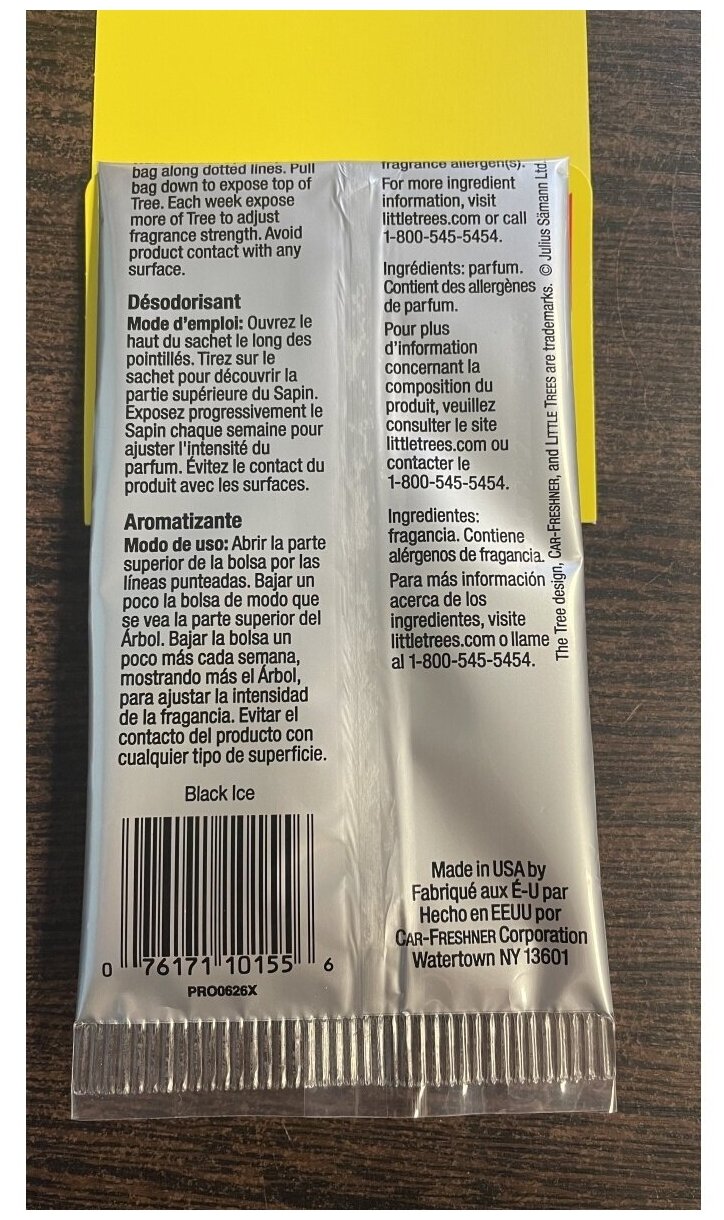 bag along dotted lines. Pull
bag down to expose top of
Tree. Each week expose
more of Tree to adjust
fragrance strength. Avoid
product contact with any
surface.
Désodorisant
Mode d'emploi: Ouvrez le
haut du sachet le long des
pointillés. Tirez sur le
sachet pour découvrir la
partie supérieure du Sapin.
Exposez progressivement le
Sapin chaque semaine pour
ajuster l'intensité du
parfum. Évitez le contact du
produit avec les surfaces.
Aromatizante
Modo de uso: Abrir la parte
superior de la bolsa por las
líneas punteadas. Bajar un
poco la bolsa de modo que
se vea la parte superior del
Árbol. Bajar la bolsa un
poco más cada semana,
mostrando más el Árbol,
para ajustar la intensidad
de la fragancia. Evitar el
contacto del producto con
cualquier tipo de superficie.
Black Ice
0 76171 10155 6
PRO0626X
fragrance allergen(s).
For more ingredient
information, visit
littletrees.com or call
1-800-545-5454.
Ingrédients: parfum.
Contient des allergènes
de parfum.
Pour plus
d'information
concernant la
composition du
produit, veuillez
consulter le site
littletrees.com ou
contacter le
1-800-545-5454.
Ingredientes:
fragancia. Contiene
alérgenos de fragancia.
Para más información
acerca de los
ingredientes, visite
littletrees.com o llame
al 1-800-545-5454.
The Tree design, CAR-FRESHNER, and LITTLE TREES are trademarks. © Julius Sämann Ltd.
Made in USA by
Fabriqué aux É-U par
Hecho en EEUU por
CAR-FRESHNER Corporation
Watertown NY 13601